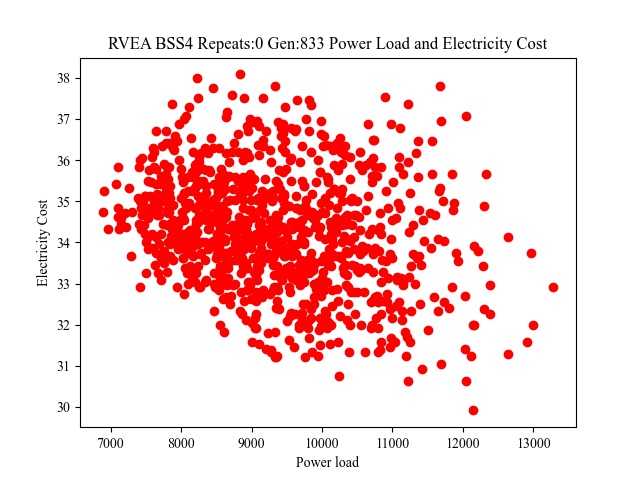 RVEA BSS4 Repeats:0 Gen:833 Power Load and Electricity Cost
38
37
36
35
34
33
32
31
30
Electricity Cost
7000 8000 9000 10000 11000 12000 13000
Power load